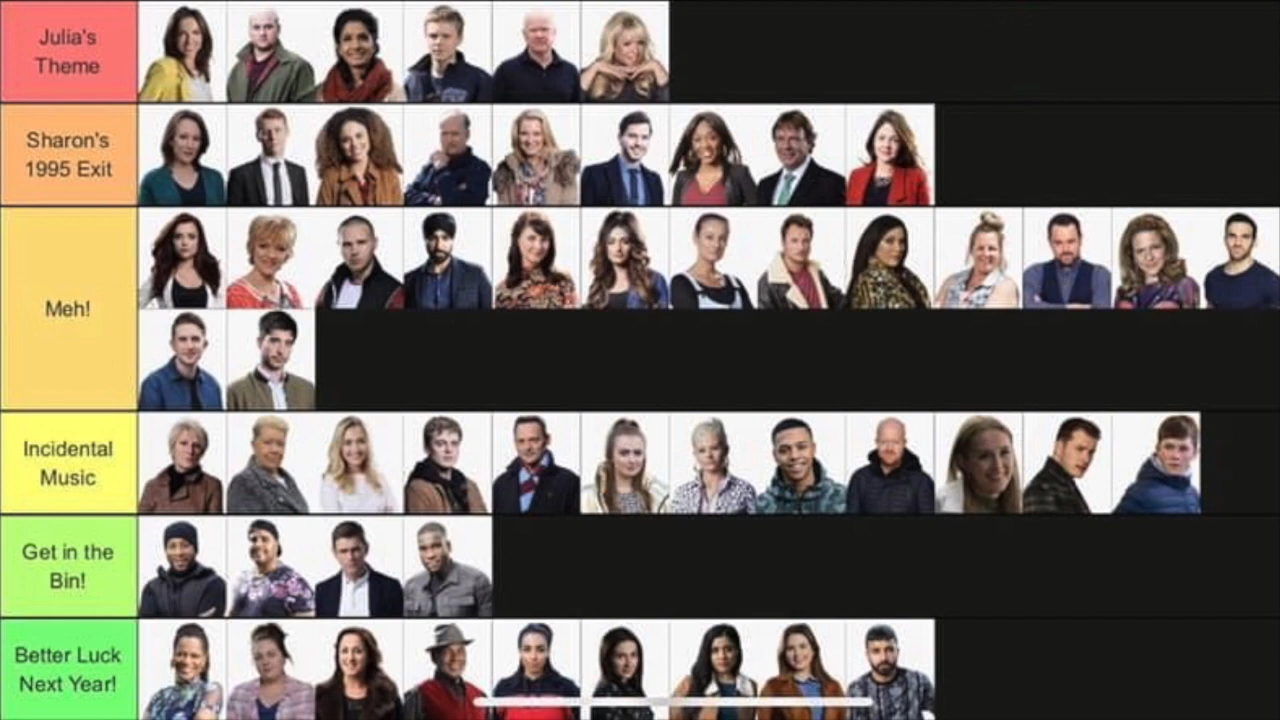 Julia's
Theme
Sharon's
1995 Exit
Meh!
Incidental
Music
Get in the
Bin!
Better Luck
Next Year!